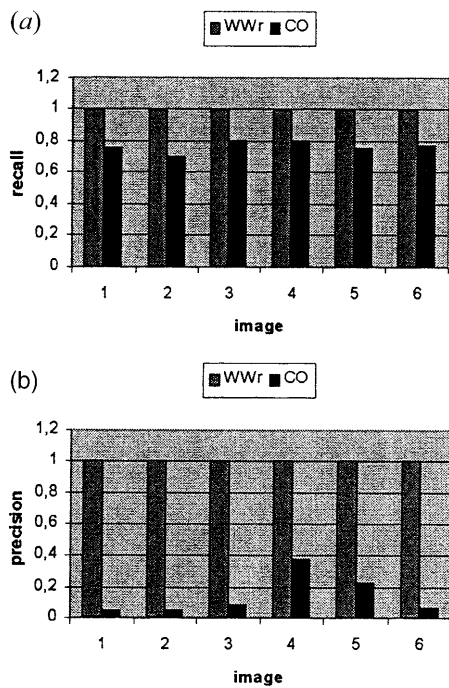 (a)
WWr CO
1,2
1
0,8
0,6
0,4
0,2
0
recall
1 2 3 4 5 6
image
(b)
WWr CO
1,2
1
0,8
0,6
0,4
0,2
0
precision
1 2 3 4 5 6
image